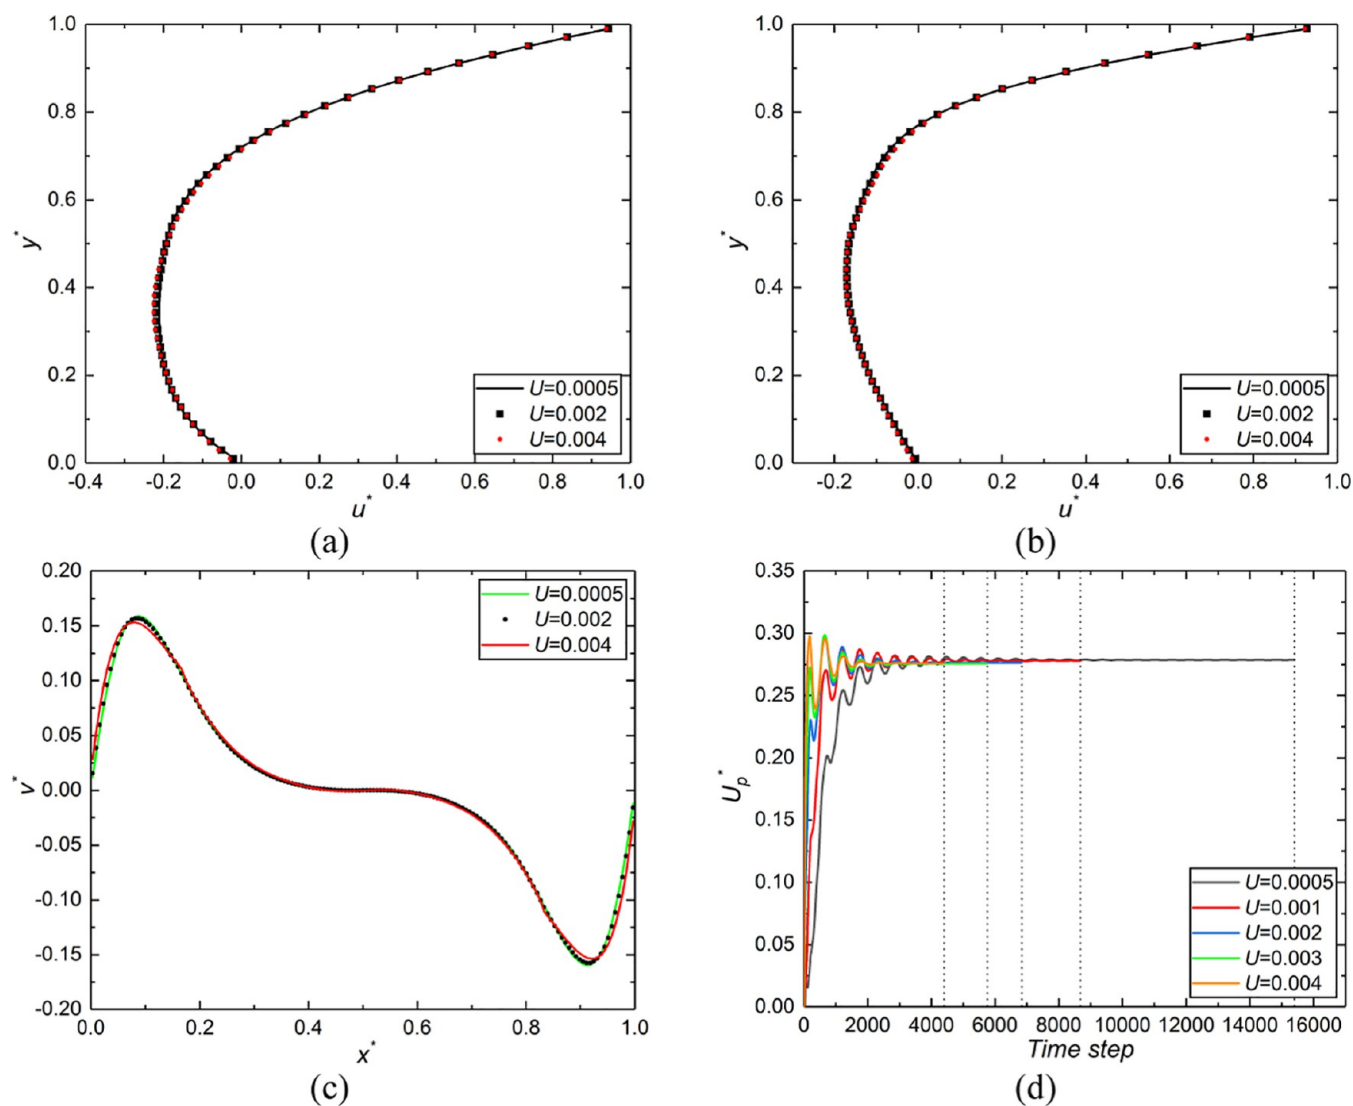 1.0
0.8
0.6
0.4
0.2
0.0
y*
-0.4 -0.2 0.0 0.2 0.4 0.6 0.8 1.0
u*
U=0.0005
U=0.002
U=0.004
(a)
1.0
0.8
0.6
0.4
0.2
0.0
y*
-0.2 0.0 0.2 0.4 0.6 0.8 1.0
u*
U=0.0005
U=0.002
U=0.004
(b)
0.20
0.15
0.10
0.05
0.00
-0.05
-0.10
-0.15
-0.20
v*
0.0 0.2 0.4 0.6 0.8 1.0
x*
U=0.0005
U=0.002
U=0.004
(c)
0.35
0.30
0.25
0.20
0.15
0.10
0.05
0.00
Up*
0 2000 4000 6000 8000 10000 12000 14000 16000
Time step
U=0.0005
U=0.001
U=0.002
U=0.003
U=0.004
(d)